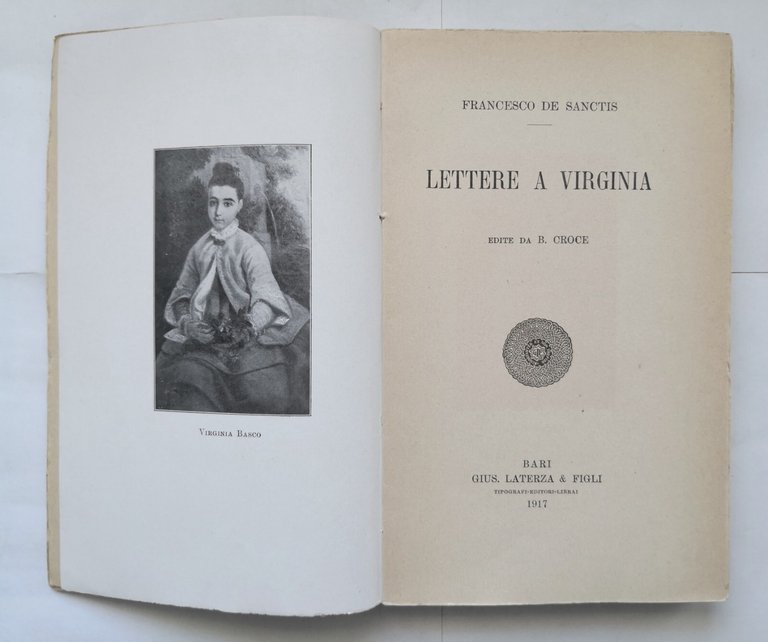 Virginia Basco
FRANCESCO DE SANCTIS
LETTERE A VIRGINIA
EDITE DA B. CROCE
BARI
GIUS. LATERZA & FIGLI
TIPOGRAFI-EDITORI-LIBRAI
1917